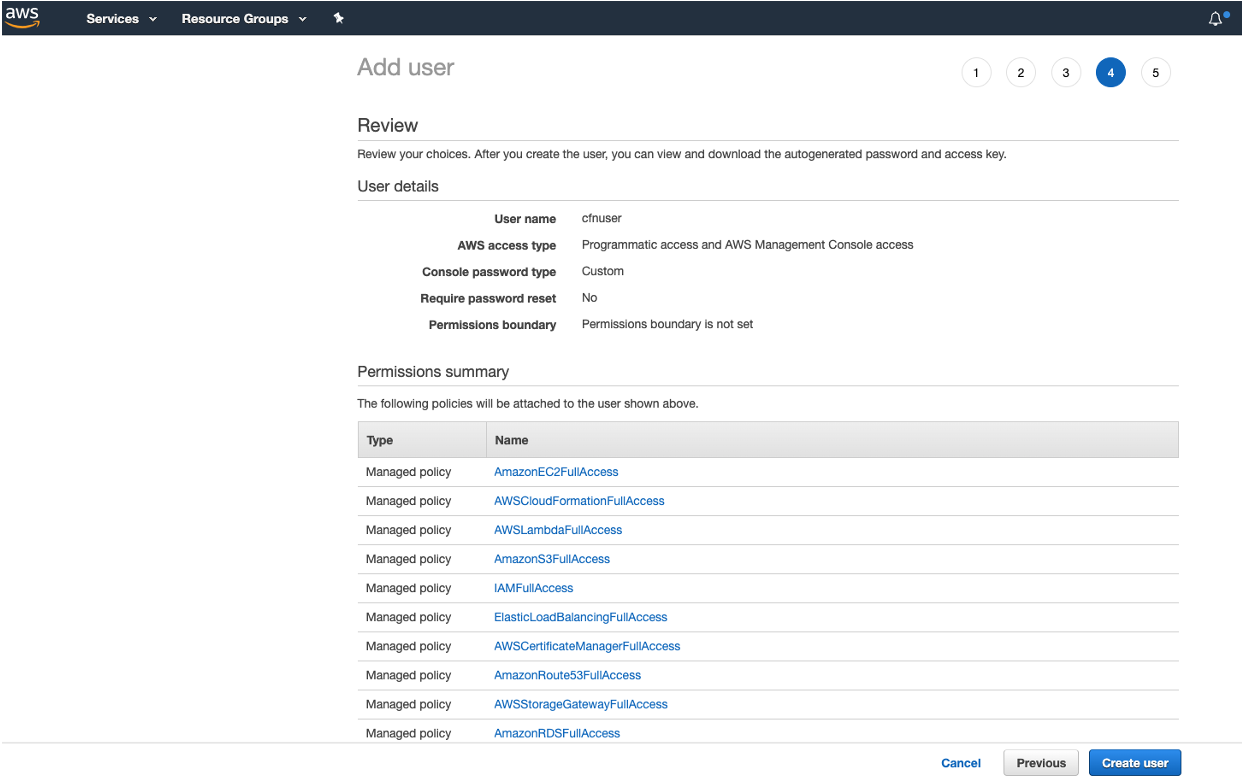 aws Services Resource Groups
Add user 1 2 3 4 5
Review
Review your choices. After you create the user, you can view and download the autogenerated password and access key.
User details
User name cfnuser
AWS access type Programmatic access and AWS Management Console access
Console password type Custom
Require password reset No
Permissions boundary Permissions boundary is not set
Permissions summary
The following policies will be attached to the user shown above.
Type Name
Managed policy AmazonEC2FullAccess
Managed policy AWSCloudFormationFullAccess
Managed policy AWSLambdaFullAccess
Managed policy AmazonS3FullAccess
Managed policy IAMFullAccess
Managed policy ElasticLoadBalancingFullAccess
Managed policy AWSCertificateManagerFullAccess
Managed policy AmazonRoute53FullAccess
Managed policy AWSStorageGatewayFullAccess
Managed policy AmazonRDSFullAccess
Cancel Previous Create user